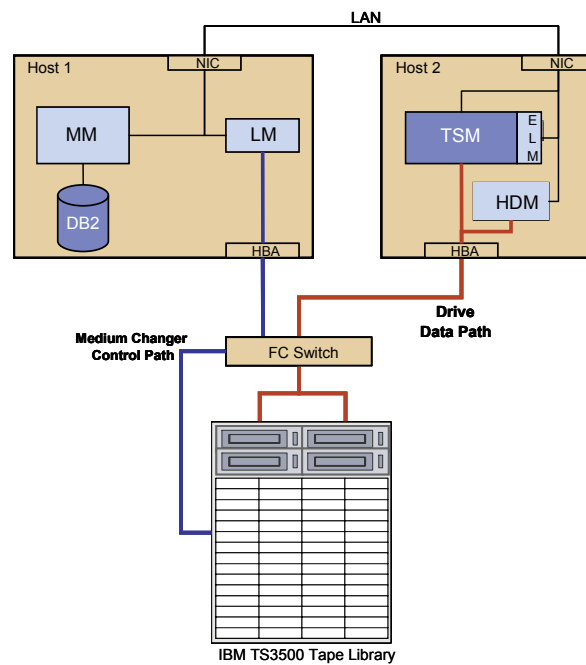 LAN
Host 1
NIC
Host 2
NIC
MM
LM
TSM
E
L
M
DB2
HDM
HBA
HBA
Drive
Data Path
Medium Changer
Control Path
FC Switch
IBM TS3500 Tape Library